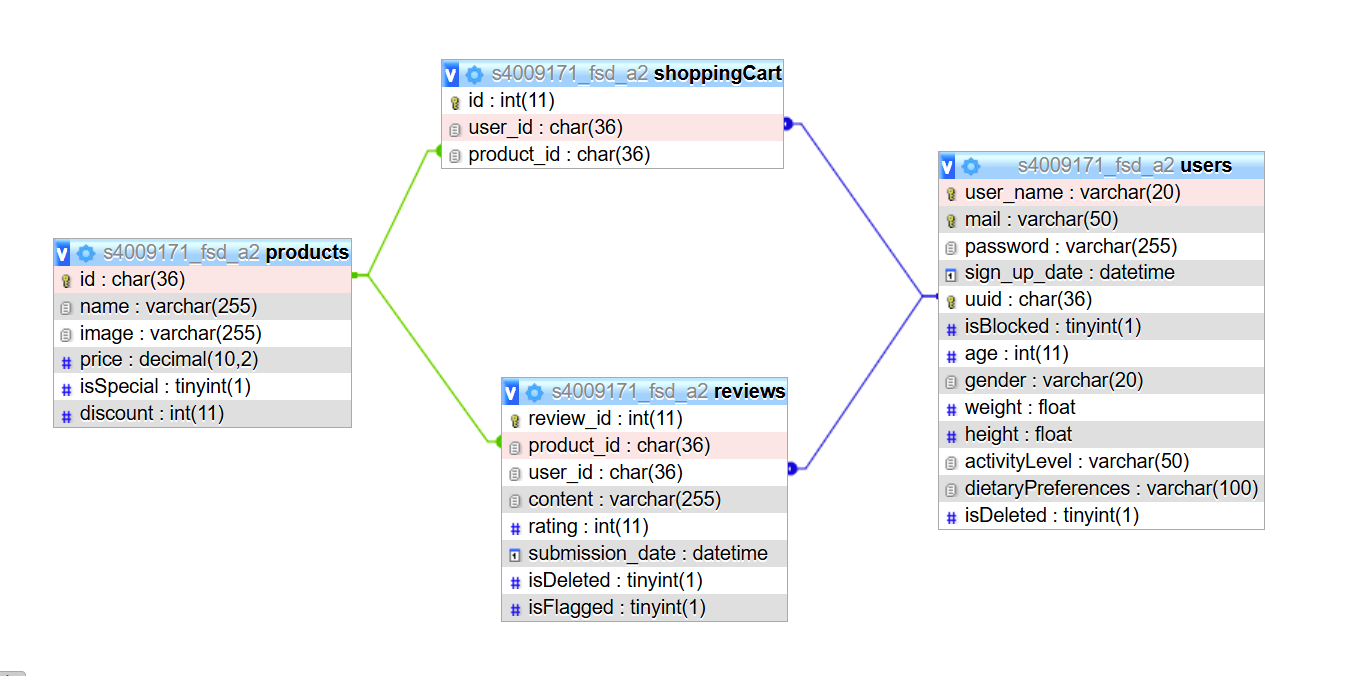 s4009171_fsd_a2 shoppingCart
id : int(11)
user_id : char(36)
product_id : char(36)
s4009171_fsd_a2 products
id : char(36)
name : varchar(255)
image : varchar(255)
price : decimal(10,2)
isSpecial : tinyint(1)
discount : int(11)
s4009171_fsd_a2 reviews
review_id : int(11)
product_id : char(36)
user_id : char(36)
content : varchar(255)
rating : int(11)
submission_date : datetime
isDeleted : tinyint(1)
isFlagged : tinyint(1)
s4009171_fsd_a2 users
user_name : varchar(20)
mail : varchar(50)
password : varchar(255)
sign_up_date : datetime
uuid : char(36)
isBlocked : tinyint(1)
age : int(11)
gender : varchar(20)
weight : float
height : float
activityLevel : varchar(50)
dietaryPreferences : varchar(100)
isDeleted : tinyint(1)